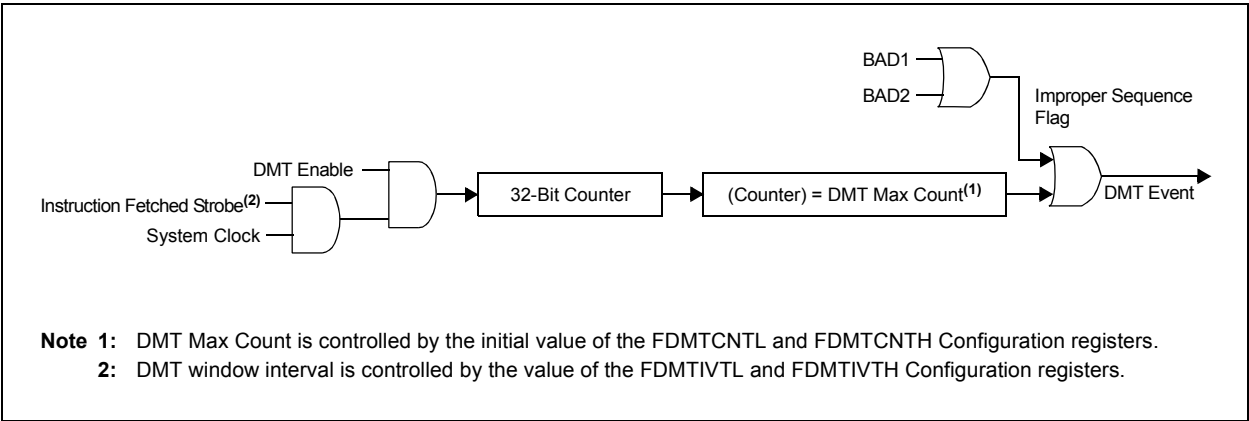 BAD1
BAD2
Improper Sequence
Flag
DMT Enable
Instruction Fetched Strobe(2)
System Clock
32-Bit Counter
(Counter) = DMT Max Count(1)
DMT Event
Note 1: DMT Max Count is controlled by the initial value of the FDMTCNTL and FDMTCNTH Configuration registers.
2: DMT window interval is controlled by the value of the FDMTIVTL and FDMTIVTH Configuration registers.